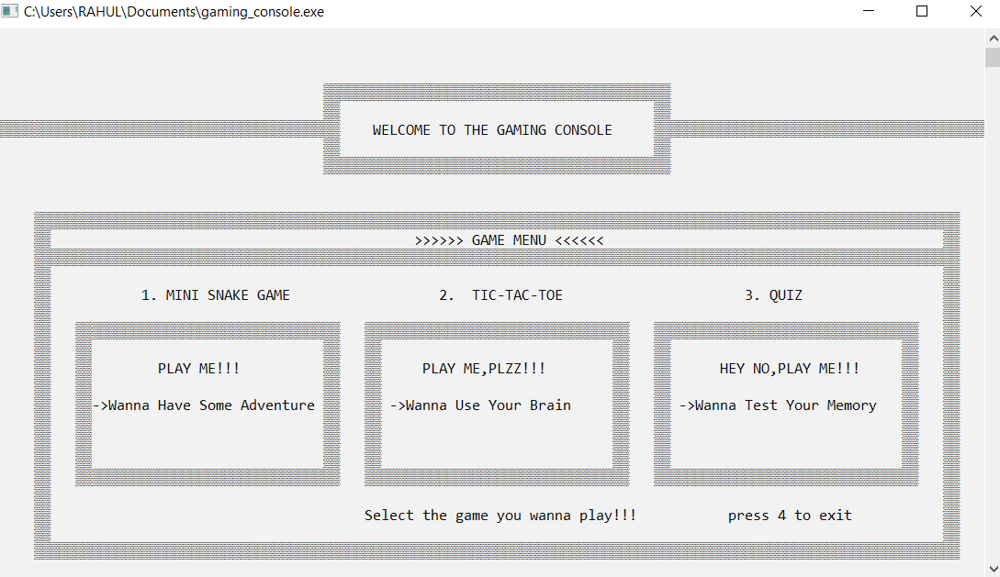 C:\Users\RAHUL\Documents\gaming_console.exe
WELCOME TO THE GAMING CONSOLE
>>>>>> GAME MENU <<<<<<
1. MINI SNAKE GAME 2. TIC-TAC-TOE 3. QUIZ
PLAY ME!!! PLAY ME,PLZZ!!! HEY NO,PLAY ME!!!
->Wanna Have Some Adventure ->Wanna Use Your Brain ->Wanna Test Your Memory
Select the game you wanna play!!! press 4 to exit